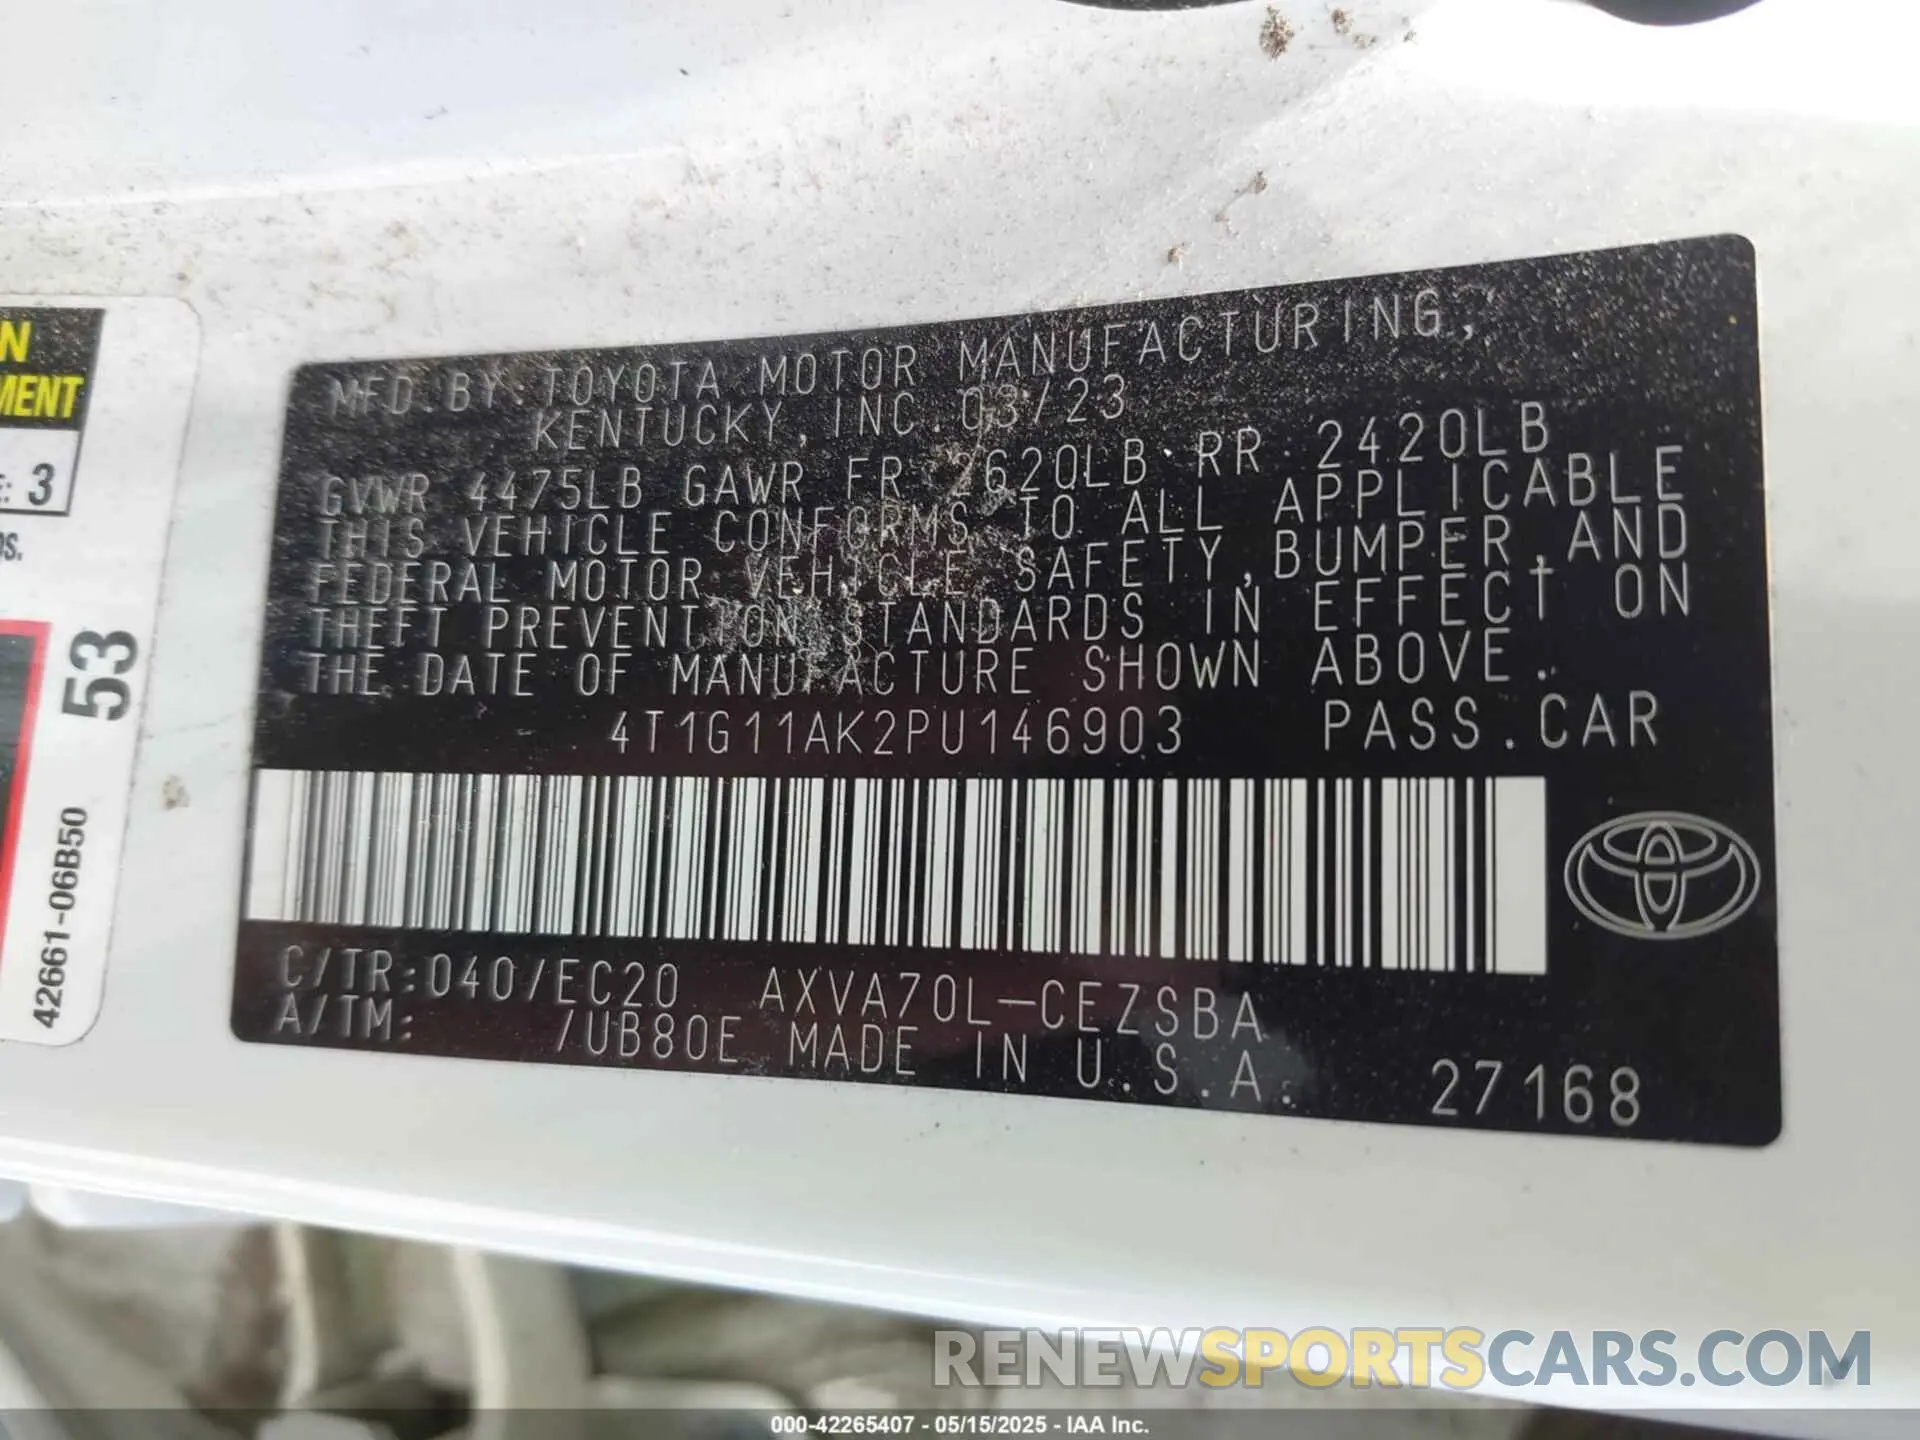 MFD. BY. TOYOTA MOTOR MANUFACTURING,
KENTUCKY, INC. 03/23
GVWR 4475LB GAWR FR 2620LB RR 2420LB
THIS VEHICLE CONFORMS TO ALL APPLICABLE
FEDERAL MOTOR VEHICLE SAFETY, BUMPER, AND
THEFT PREVENTION STANDARDS IN EFFECT ON
THE DATE OF MANUFACTURE SHOWN ABOVE.
4T1G11AK2PU146903 PASS.CAR
C/TR:040/EC20 AXVA70L-CEZSBA
A/TM: /UB80E MADE IN U.S.A.
27168
N
MENT
E: 3
OS.
53
42661-06B50
RENEWSPORTSCARS.COM
000-42265407 - 05/15/2025 - IAA Inc.